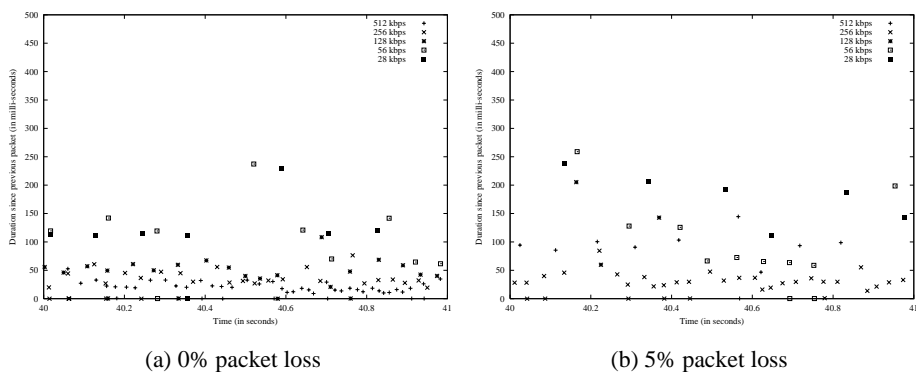 500
450
400
350
300
250
200
150
100
50
0
Duration since previous packet (in milli-seconds)
512 kbps
256 kbps
128 kbps
56 kbps
28 kbps
40
40.2
40.4
40.6
40.8
41
Time (in seconds)
(a) 0% packet loss
500
450
400
350
300
250
200
150
100
50
0
Duration since previous packet (in milli-seconds)
512 kbps
256 kbps
128 kbps
56 kbps
28 kbps
40
40.2
40.4
40.6
40.8
41
Time (in seconds)
(b) 5% packet loss